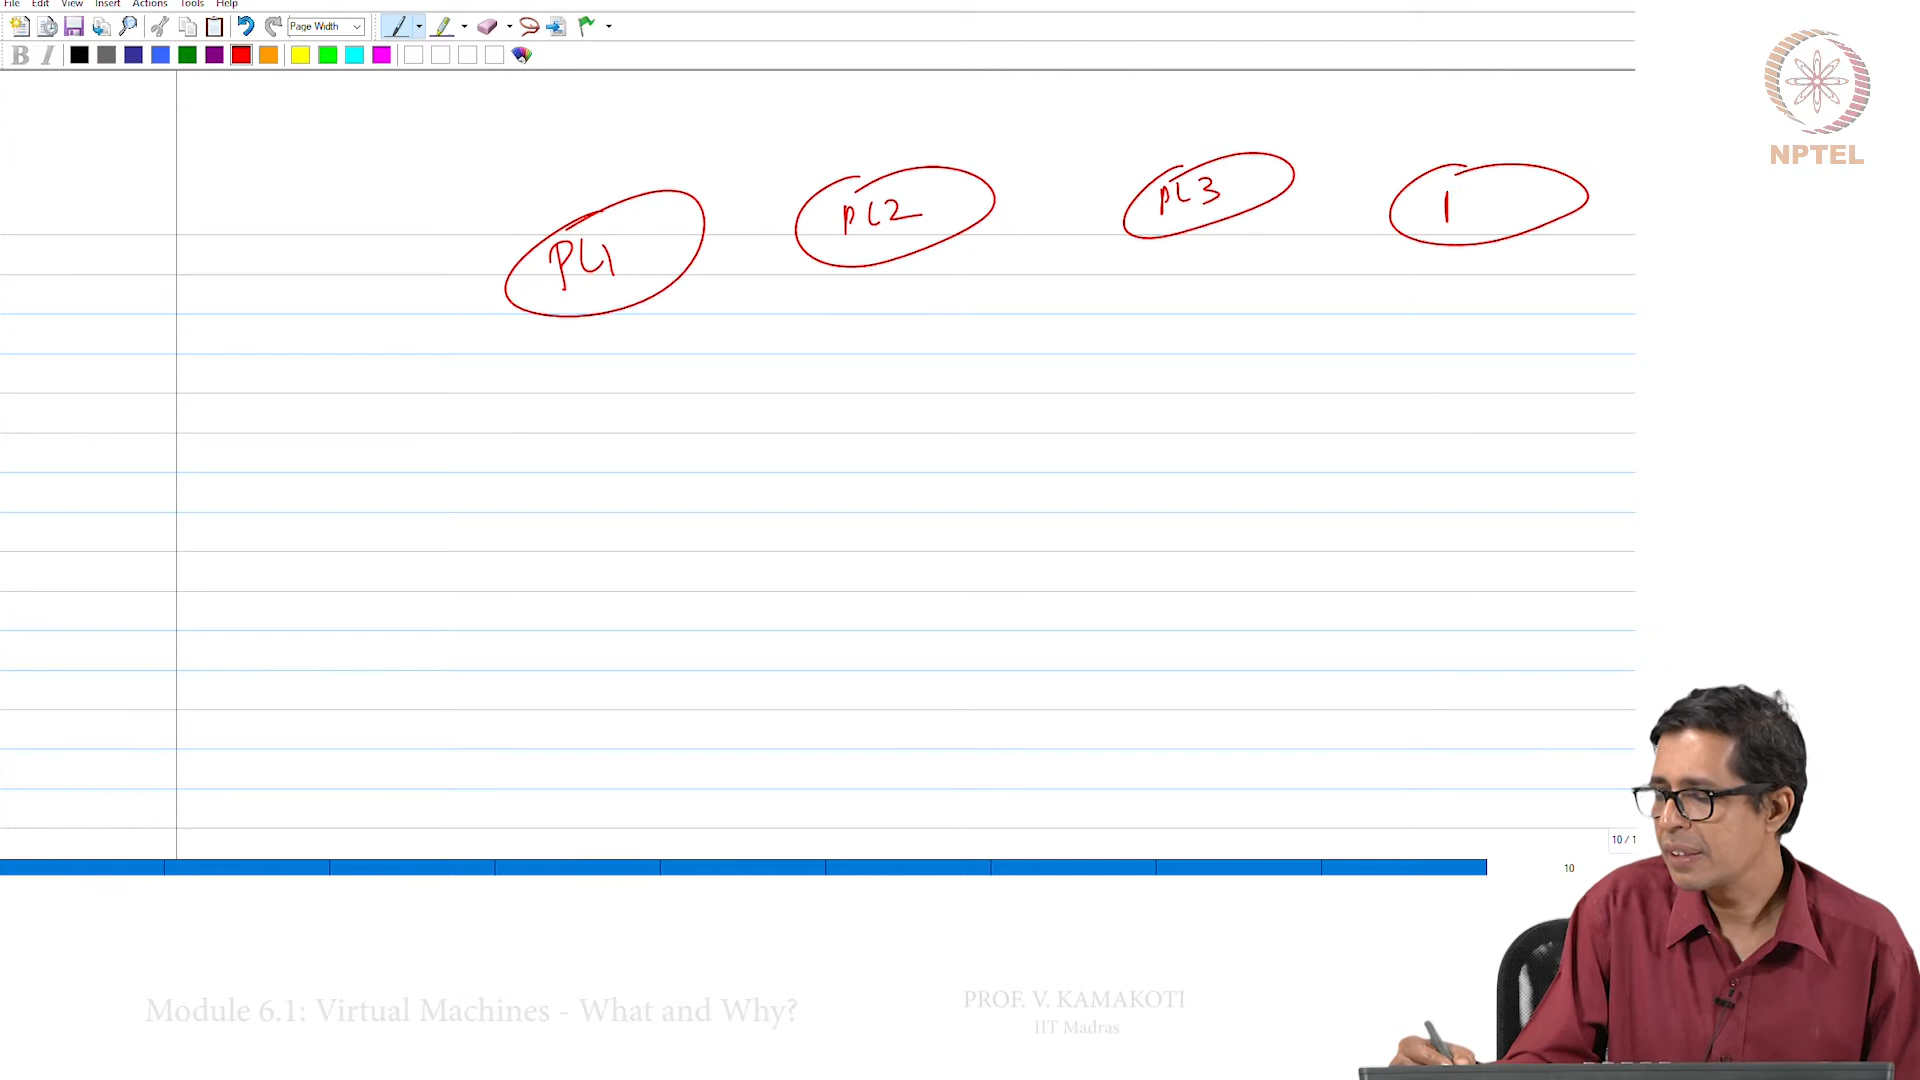 File Edit View Insert Actions Tools Help
Page Width
B I
NPTEL
PL1 PL2 PL3 1
10 / 1
10
Module 6.1: Virtual Machines - What and Why?
PROF. V. KAMAKOTI
IIT Madras